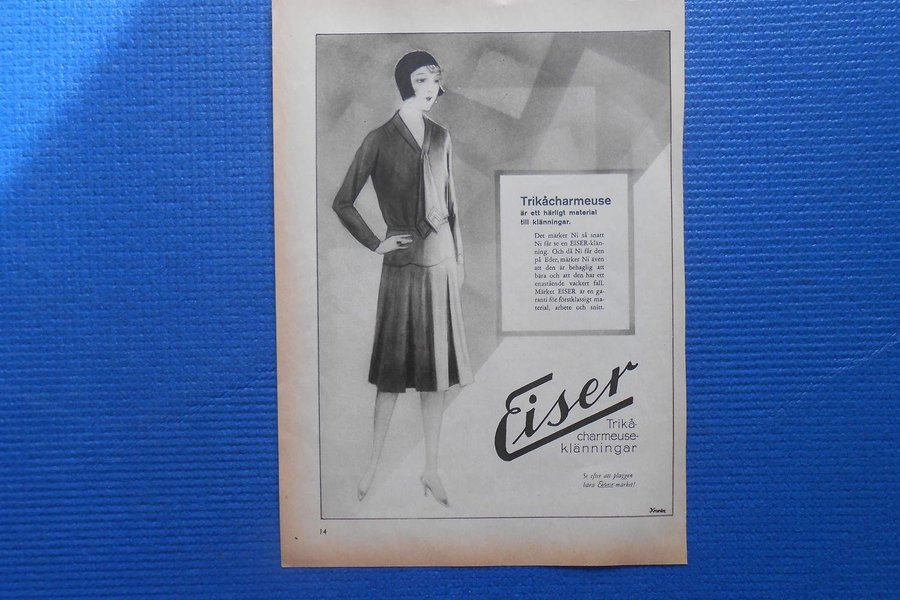 Trikåcharmeuse
är ett härligt material
till klänningar.
Det märker Ni så snart
Ni får se en EISER-klän-
ning. Och då Ni får den
på Eder, märker Ni även
att den är behaglig att
bära och att den har ett
enastående vackert fall.
Märket EISER är en ga-
ranti för förstklassigt ma-
terial, arbete och snitt.
Eiser
Trikå-
charmeuse-
klänningar
Se efter att plaggen
bära Eiser-märket!
14